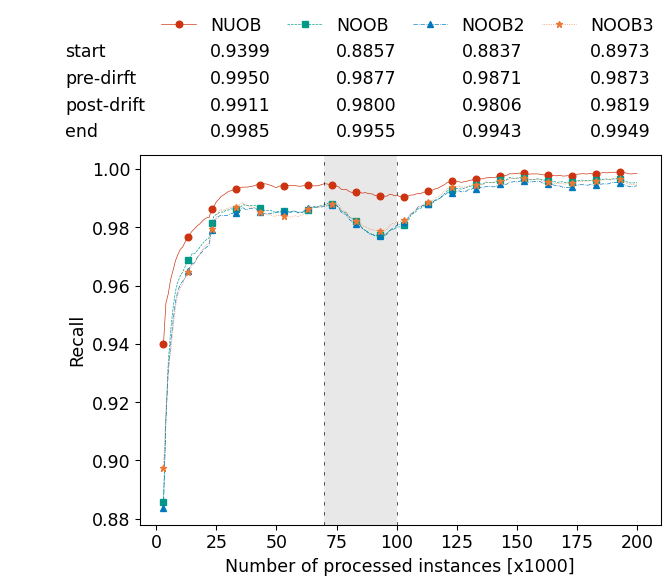 NUOB NOOB NOOB2 NOOB3
start 0.9399 0.8857 0.8837 0.8973
pre-dirft 0.9950 0.9877 0.9871 0.9873
post-drift 0.9911 0.9800 0.9806 0.9819
end 0.9985 0.9955 0.9943 0.9949
1.00
0.98
0.96
0.94
0.92
0.90
0.88
Recall
0 25 50 75 100 125 150 175 200
Number of processed instances [x1000]